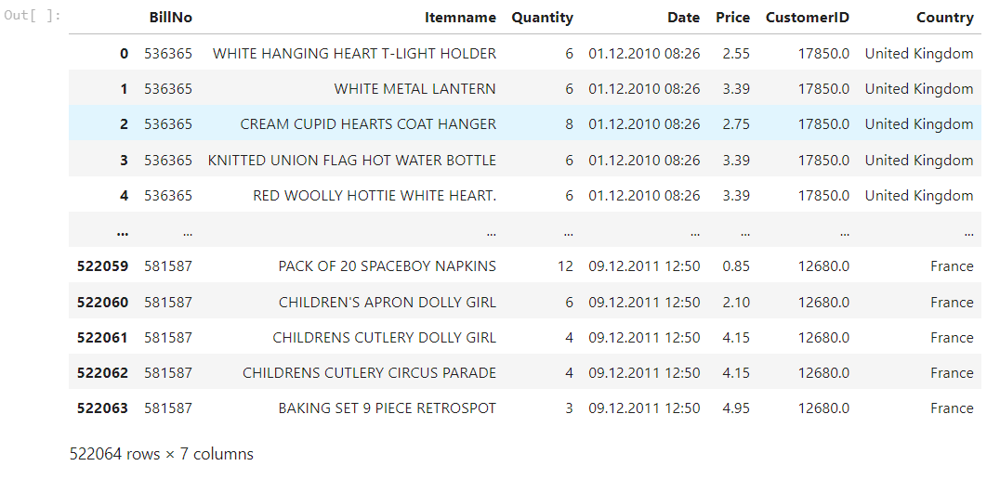 Out[ ]:
BillNo Itemname Quantity Date Price CustomerID Country
0 536365 WHITE HANGING HEART T-LIGHT HOLDER 6 01.12.2010 08:26 2.55 17850.0 United Kingdom
1 536365 WHITE METAL LANTERN 6 01.12.2010 08:26 3.39 17850.0 United Kingdom
2 536365 CREAM CUPID HEARTS COAT HANGER 8 01.12.2010 08:26 2.75 17850.0 United Kingdom
3 536365 KNITTED UNION FLAG HOT WATER BOTTLE 6 01.12.2010 08:26 3.39 17850.0 United Kingdom
4 536365 RED WOOLLY HOTTIE WHITE HEART. 6 01.12.2010 08:26 3.39 17850.0 United Kingdom
... ... ... ... ... ... ... ...
522059 581587 PACK OF 20 SPACEBOY NAPKINS 12 09.12.2011 12:50 0.85 12680.0 France
522060 581587 CHILDREN'S APRON DOLLY GIRL 6 09.12.2011 12:50 2.10 12680.0 France
522061 581587 CHILDRENS CUTLERY DOLLY GIRL 4 09.12.2011 12:50 4.15 12680.0 France
522062 581587 CHILDRENS CUTLERY CIRCUS PARADE 4 09.12.2011 12:50 4.15 12680.0 France
522063 581587 BAKING SET 9 PIECE RETROSPOT 3 09.12.2011 12:50 4.95 12680.0 France
522064 rows × 7 columns